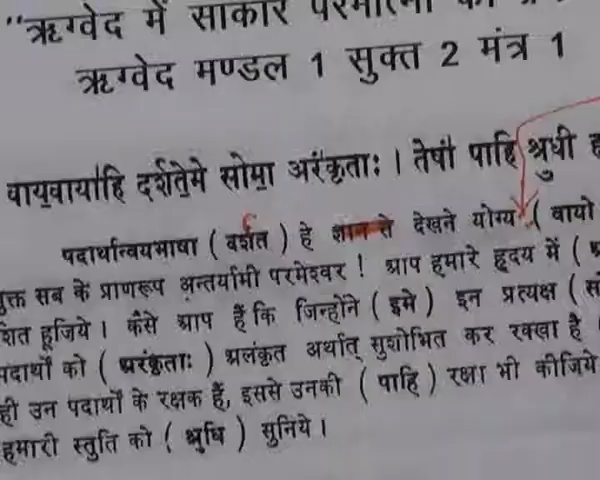 "ऋग्वेद में साकार
ऋग्वेद मण्डल 1 सुक्त 2 मंत्र 1
वायवायाहि दर्शतेमे सोमा अरंकृताः । तेषां पाहि श्रुधी
पदार्थान्वयभाषा ( दर्शत ) हे ज्ञान से देखने योग्य ( वायो
सब के प्राणरूप अन्तर्यामी परमेश्वर ! आप हमारे हृदय में (
हूजिये । कैसे आप हैं कि जिन्होंने ( इमे ) इन प्रत्यक्ष (
को ( अरंकृताः ) अलंकृत अर्थात् सुशोभित कर रक्खा है
ही उन पदार्थों के रक्षक हैं, इससे उनकी ( पाहि ) रक्षा भी कीजिये
हमारी स्तुति को ( श्रुधि ) सुनिये ।